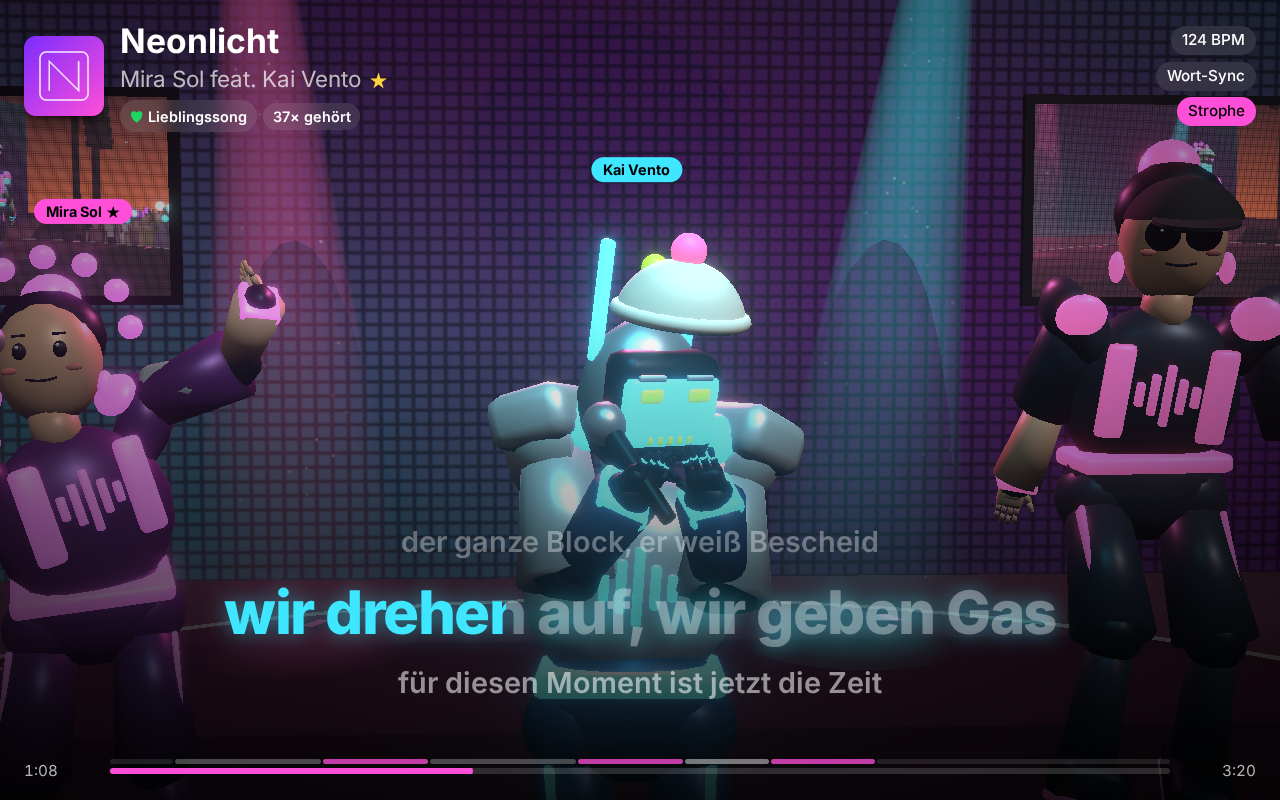 Neonlicht
Mira Sol feat. Kai Vento ★
Lieblingssong
37× gehört
124 BPM
Wort-Sync
Strophe
Kai Vento
Mira Sol ★
der ganze Block, er weiß Bescheid
wir drehen auf, wir geben Gas
für diesen Moment ist jetzt die Zeit
1:08
3:20